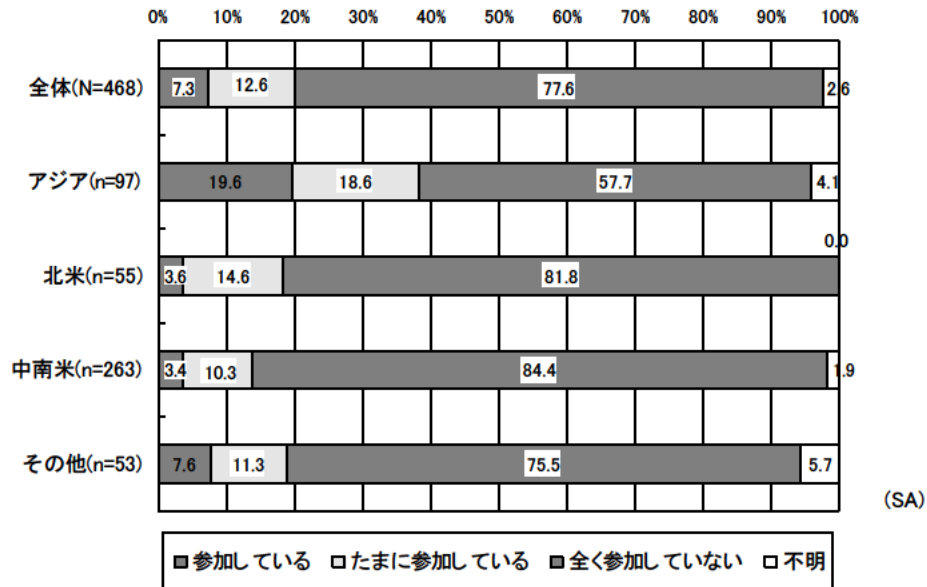 0% 10% 20% 30% 40% 50% 60% 70% 80% 90% 100%
全体(N=468) 7.3 12.6 77.6 2.6
アジア(n=97) 19.6 18.6 57.7 4.1
0.0
北米(n=55) 3.6 14.6 81.8
中南米(n=263) 3.4 10.3 84.4 1.9
その他(n=53) 7.6 11.3 75.5 5.7
(SA)
参加している たまに参加している 全く参加していない 不明